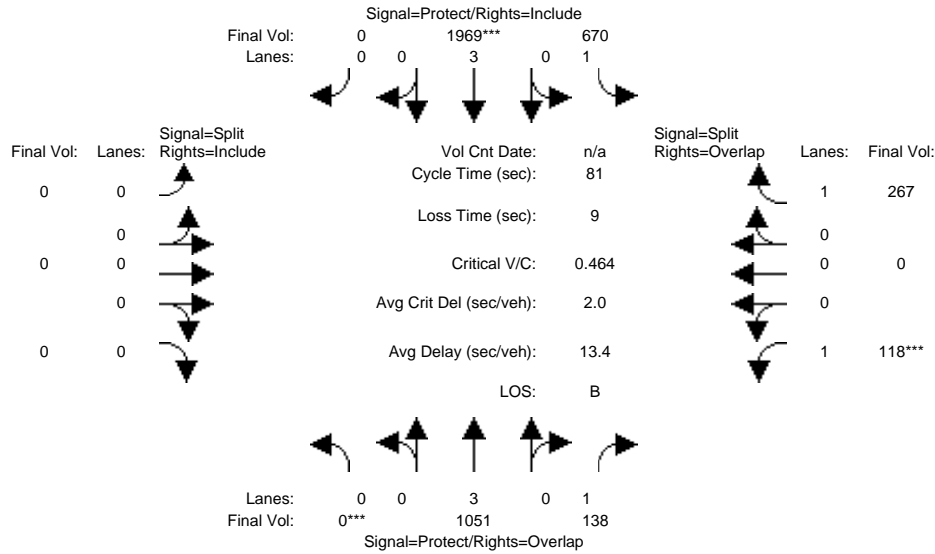 Signal=Protect/Rights=Include
Final Vol: 0 1969*** 670
Lanes: 0 0 3 0 1
Signal=Split
Final Vol: Lanes: Rights=Include
Vol Cnt Date: n/a
Signal=Split
Rights=Overlap Lanes: Final Vol:
Cycle Time (sec): 81
0 0
1 267
Loss Time (sec): 9
0
0
0 0
Critical V/C: 0.464
0 0
0
Avg Crit Del (sec/veh): 2.0
0
0 0
Avg Delay (sec/veh): 13.4
1 118***
LOS: B
Lanes: 0 0 3 0 1
Final Vol: 0*** 1051 138
Signal=Protect/Rights=Overlap